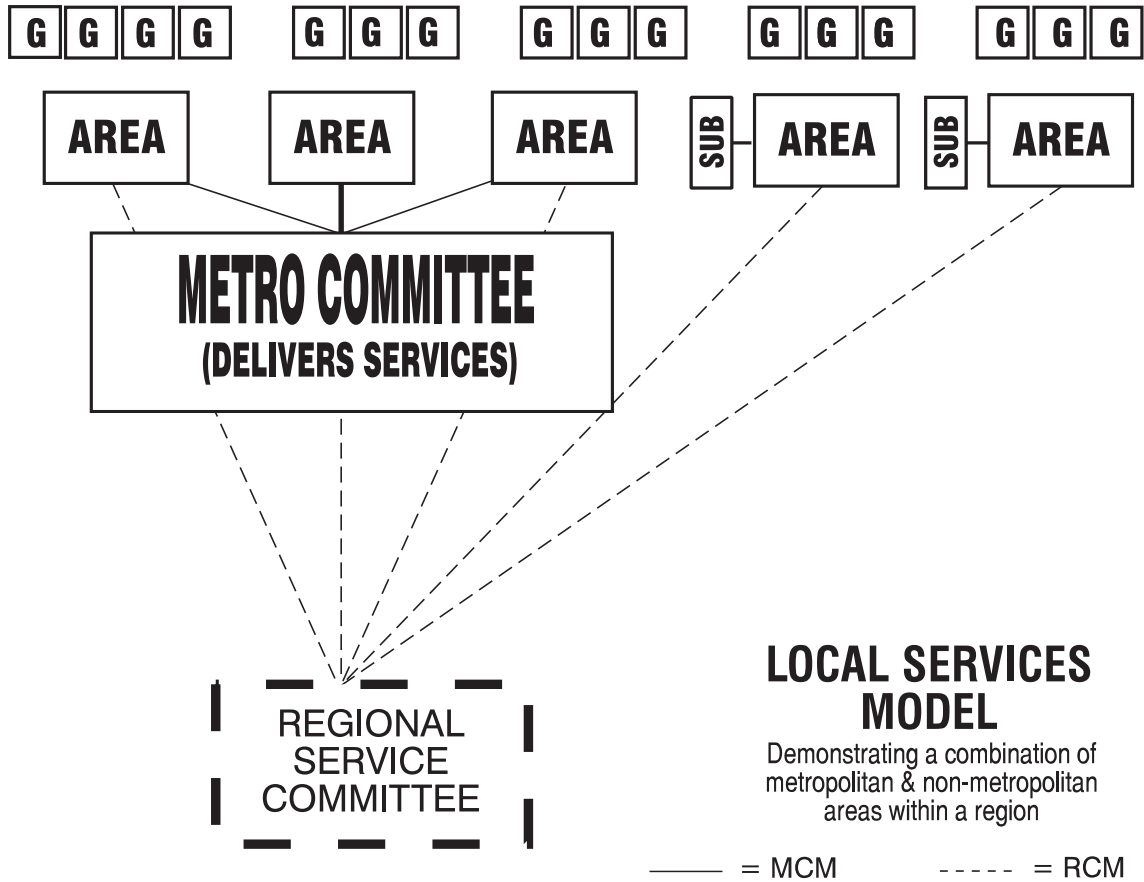 G G G G G G G G G G G G G G G G
AREA AREA AREA SUB AREA SUB AREA
METRO COMMITTEE
(DELIVERS SERVICES)
REGIONAL
SERVICE
COMMITTEE
LOCAL SERVICES
MODEL
Demonstrating a combination of
metropolitan & non-metropolitan
areas within a region
= MCM = RCM